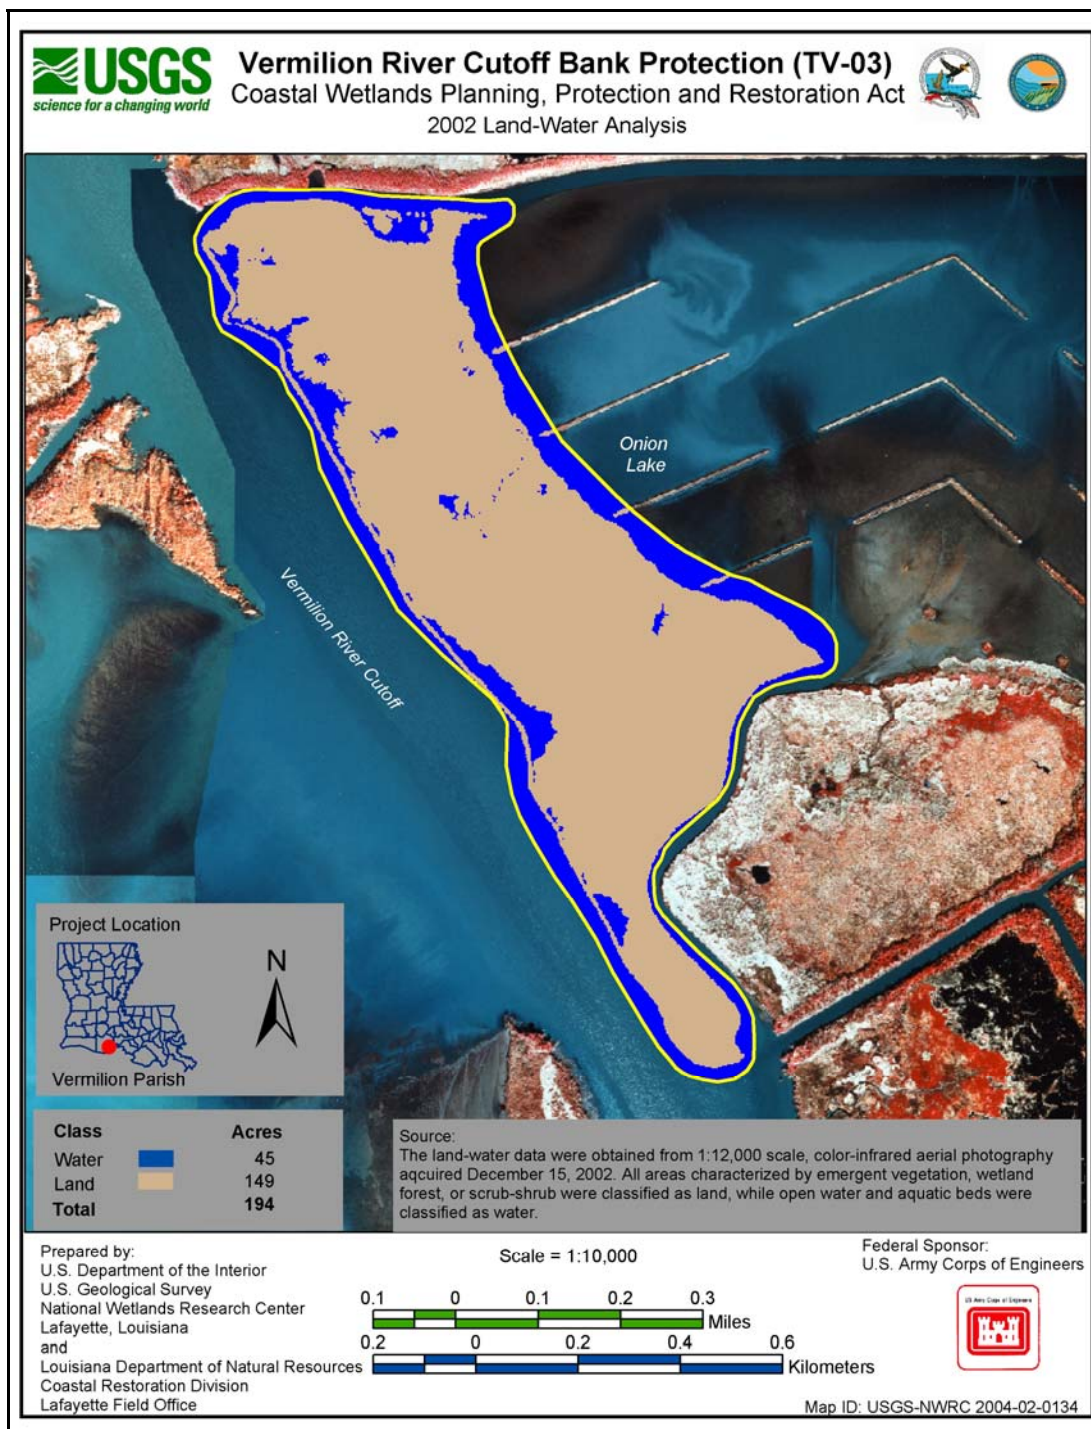 USGS
science for a changing world
Vermilion River Cutoff Bank Protection (TV-03)
Coastal Wetlands Planning, Protection and Restoration Act
2002 Land-Water Analysis
Onion
Lake
Vermilion River Cutoff
Project Location
N
Vermilion Parish
Class Acres
Water 45
Land 149
Total 194
Source:
The land-water data were obtained from 1:12,000 scale, color-infrared aerial photography
aqcuired December 15, 2002. All areas characterized by emergent vegetation, wetland
forest, or scrub-shrub were classified as land, while open water and aquatic beds were
classified as water.
Prepared by:
U.S. Department of the Interior
U.S. Geological Survey
National Wetlands Research Center
Lafayette, Louisiana
and
Louisiana Department of Natural Resources
Coastal Restoration Division
Lafayette Field Office
Scale = 1:10,000
0.1 0 0.1 0.2 0.3
Miles
0.2 0 0.2 0.4 0.6
Kilometers
Federal Sponsor:
U.S. Army Corps of Engineers
US Army Corps of Engineers
Map ID: USGS-NWRC 2004-02-0134